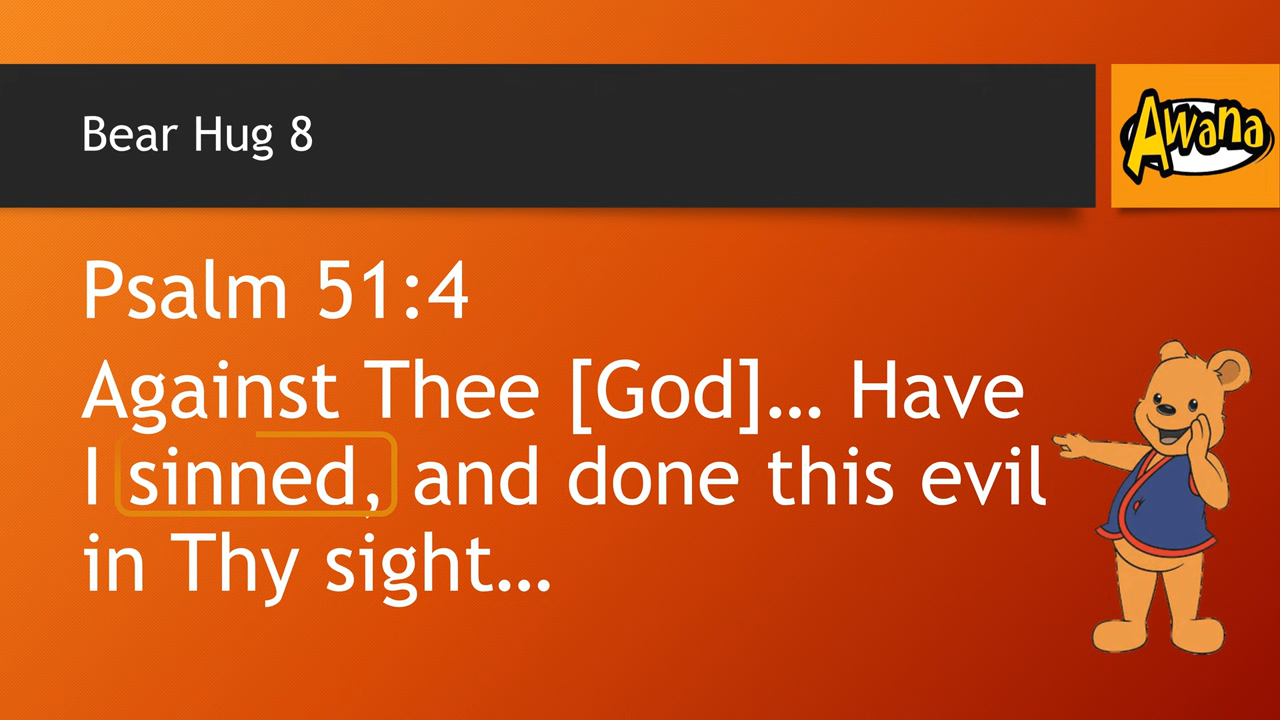 Bear Hug 8
Awana
Psalm 51:4
Against Thee [God]... Have
I sinned, and done this evil
in Thy sight...